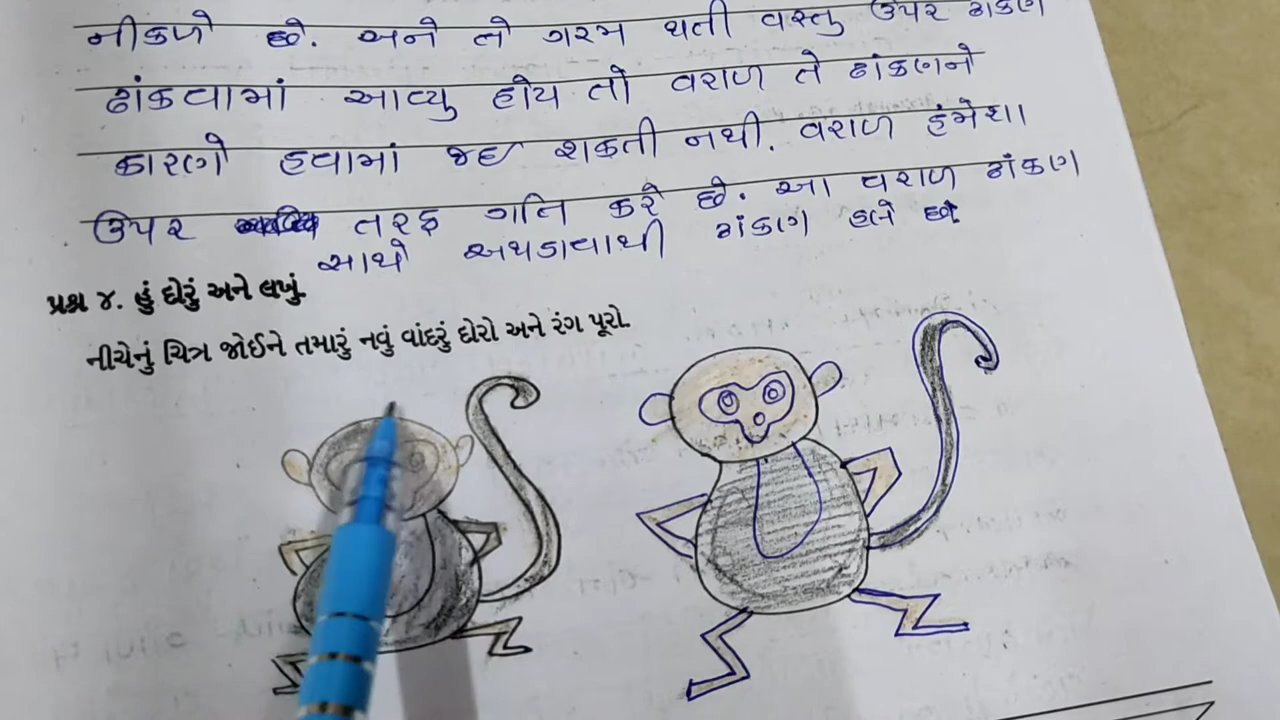 નીકળે છે. અને તે ગરમ થતી વસ્તુ ઉપર ઢાંકણ
ઢાંકવામાં આવ્યુ હોય તો વરાળ તે ઢાંકણને
કારણે હવામાં જઇ શકતી નથી. વરાળ હંમેશા
ઉપર તરફ ગતિ કરે છે. આ વરાળ ઢાંકણ
સાથે અથડાવાથી ઢાંકણ હલે છે
પ્રશ્ન ૪. હું દોરું અને લખું.
નીચેનું ચિત્ર જોઈને તમારું નવું વાંદરું દોરો અને રંગ પૂરો.